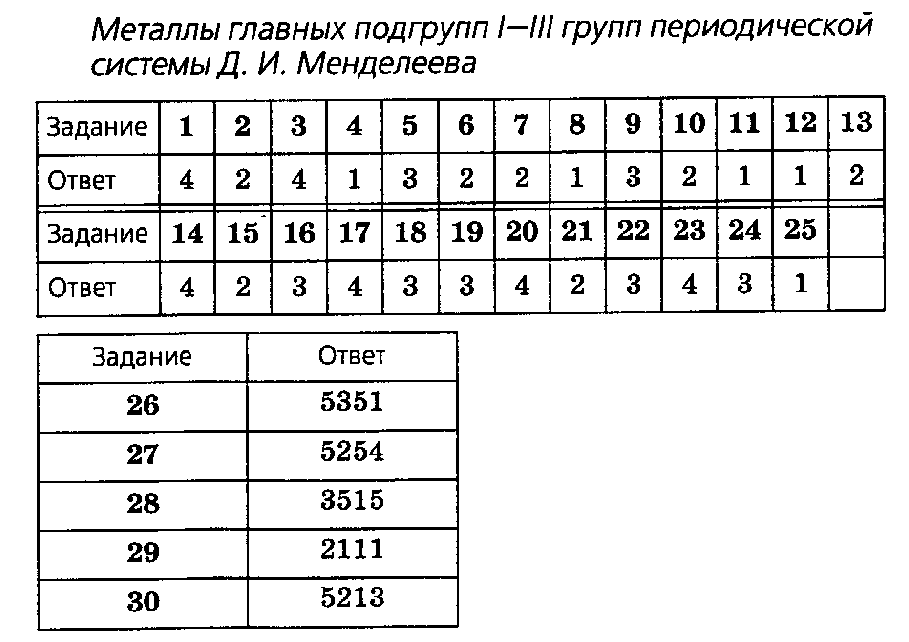 Металлы главных подгрупп I–III групп периодической
системы Д. И. Менделеева
Задание 1 2 3 4 5 6 7 8 9 10 11 12 13
Ответ 4 2 4 1 3 2 2 1 3 2 1 1 2
Задание 14 15 16 17 18 19 20 21 22 23 24 25
Ответ 4 2 3 4 3 3 4 2 3 4 3 1
Задание Ответ
26 5351
27 5254
28 3515
29 2111
30 5213